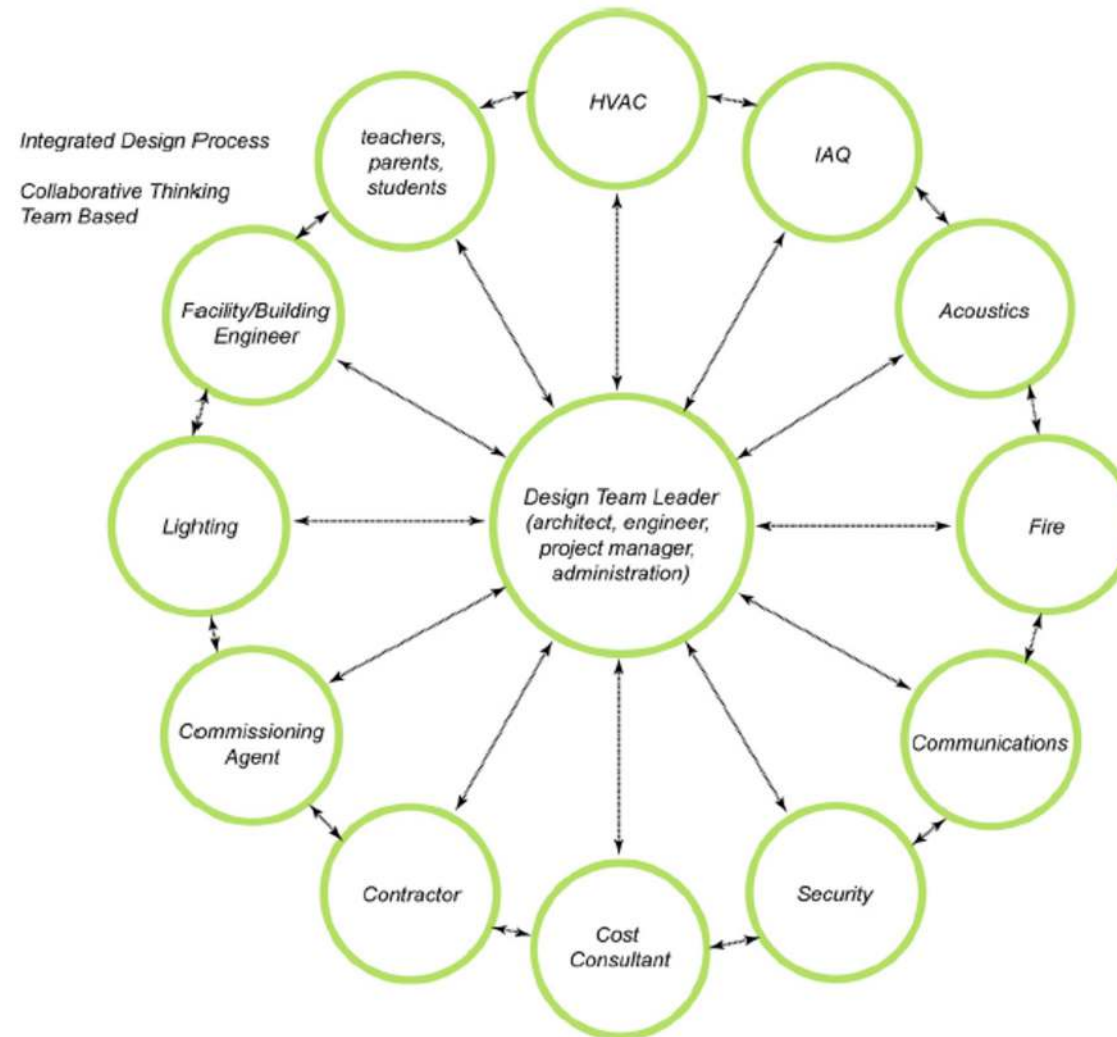 Integrated Design Process
Collaborative Thinking
Team Based
HVAC
IAQ
Acoustics
Fire
Communications
Security
Cost
Consultant
Contractor
Commissioning
Agent
Lighting
Facility/Building
Engineer
teachers,
parents,
students
Design Team Leader
(architect, engineer,
project manager,
administration)